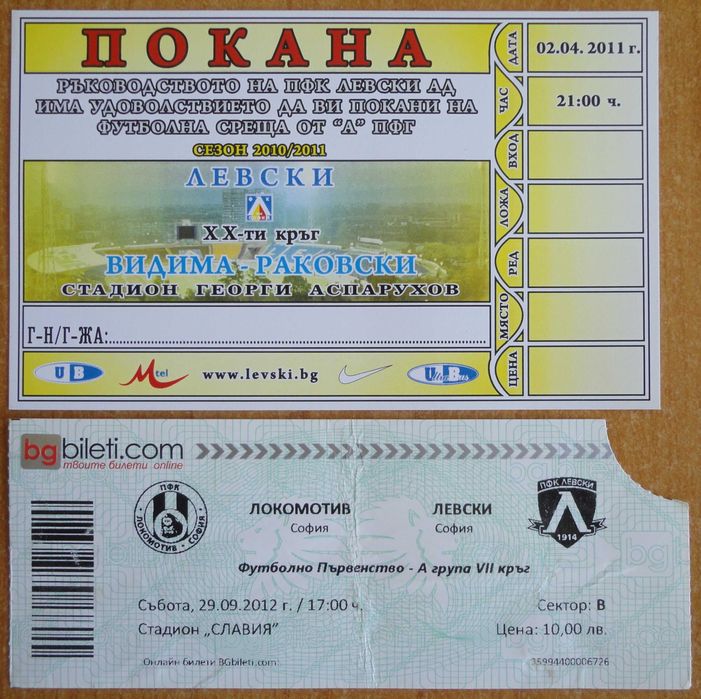 ПОКАНА
РЪКОВОДСТВОТО НА ПФК ЛЕВСКИ АД
ИМА УДОВОЛСТВИЕТО ДА ВИ ПОКАНИ НА
ФУТБОЛНА СРЕЩА ОТ "А" ПФГ
СЕЗОН 2010/2011
ЛЕВСКИ
XX-ти кръг
ВИДИМА - РАКОВСКИ
СТАДИОН ГЕОРГИ АСПАРУХОВ
Г-Н/Г-ЖА:
UB Mtel www.levski.bg UB
ДАТА 02.04.2011 г.
ЧАС 21:00 ч.
ВХОД
ЛОЖА
РЕД
МЯСТО
ЦЕНА
bgbileti.com
твоите билети online
ПФК
ЛОКОМОТИВ - СОФИЯ
ЛОКОМОТИВ ЛЕВСКИ
София София
ПФК ЛЕВСКИ
1914
Футболно Първенство - А група VII кръг
Събота, 29.09.2012 г. / 17:00 ч. Сектор: B
Стадион „СЛАВИЯ" Цена: 10,00 лв.
Онлайн билети BGbileti.com 35994400006726
bg